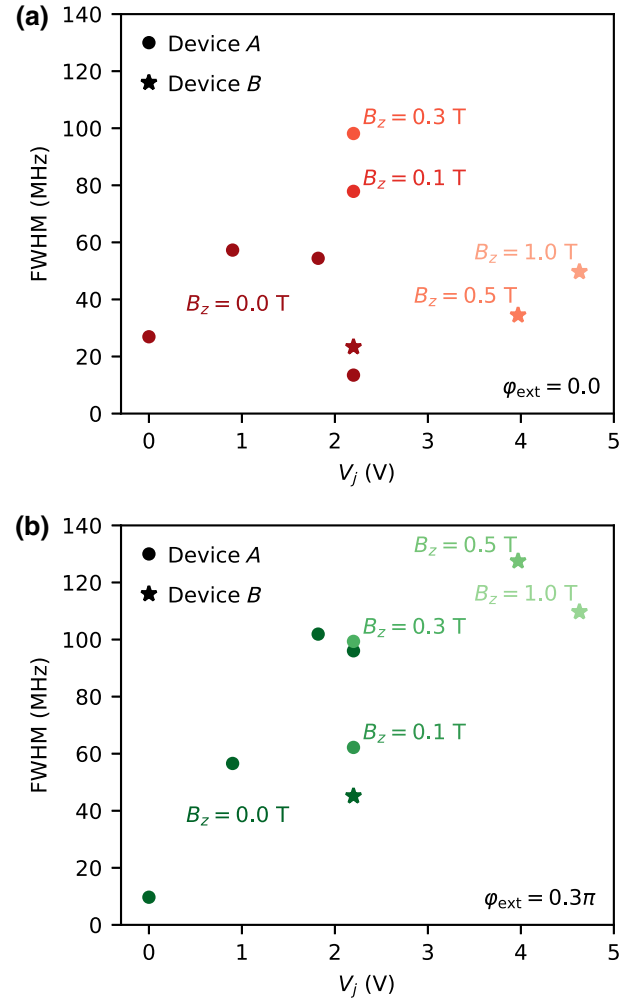 (a)
140
120
100
80
60
40
20
0
FWHM (MHz)
Device A
Device B
B_z = 0.3 T
B_z = 0.1 T
B_z = 1.0 T
B_z = 0.5 T
B_z = 0.0 T
φ_ext = 0.0
0 1 2 3 4 5
V_j (V)
(b)
140
120
100
80
60
40
20
0
FWHM (MHz)
Device A
Device B
B_z = 0.5 T
B_z = 1.0 T
B_z = 0.3 T
B_z = 0.1 T
B_z = 0.0 T
φ_ext = 0.3π
0 1 2 3 4 5
V_j (V)